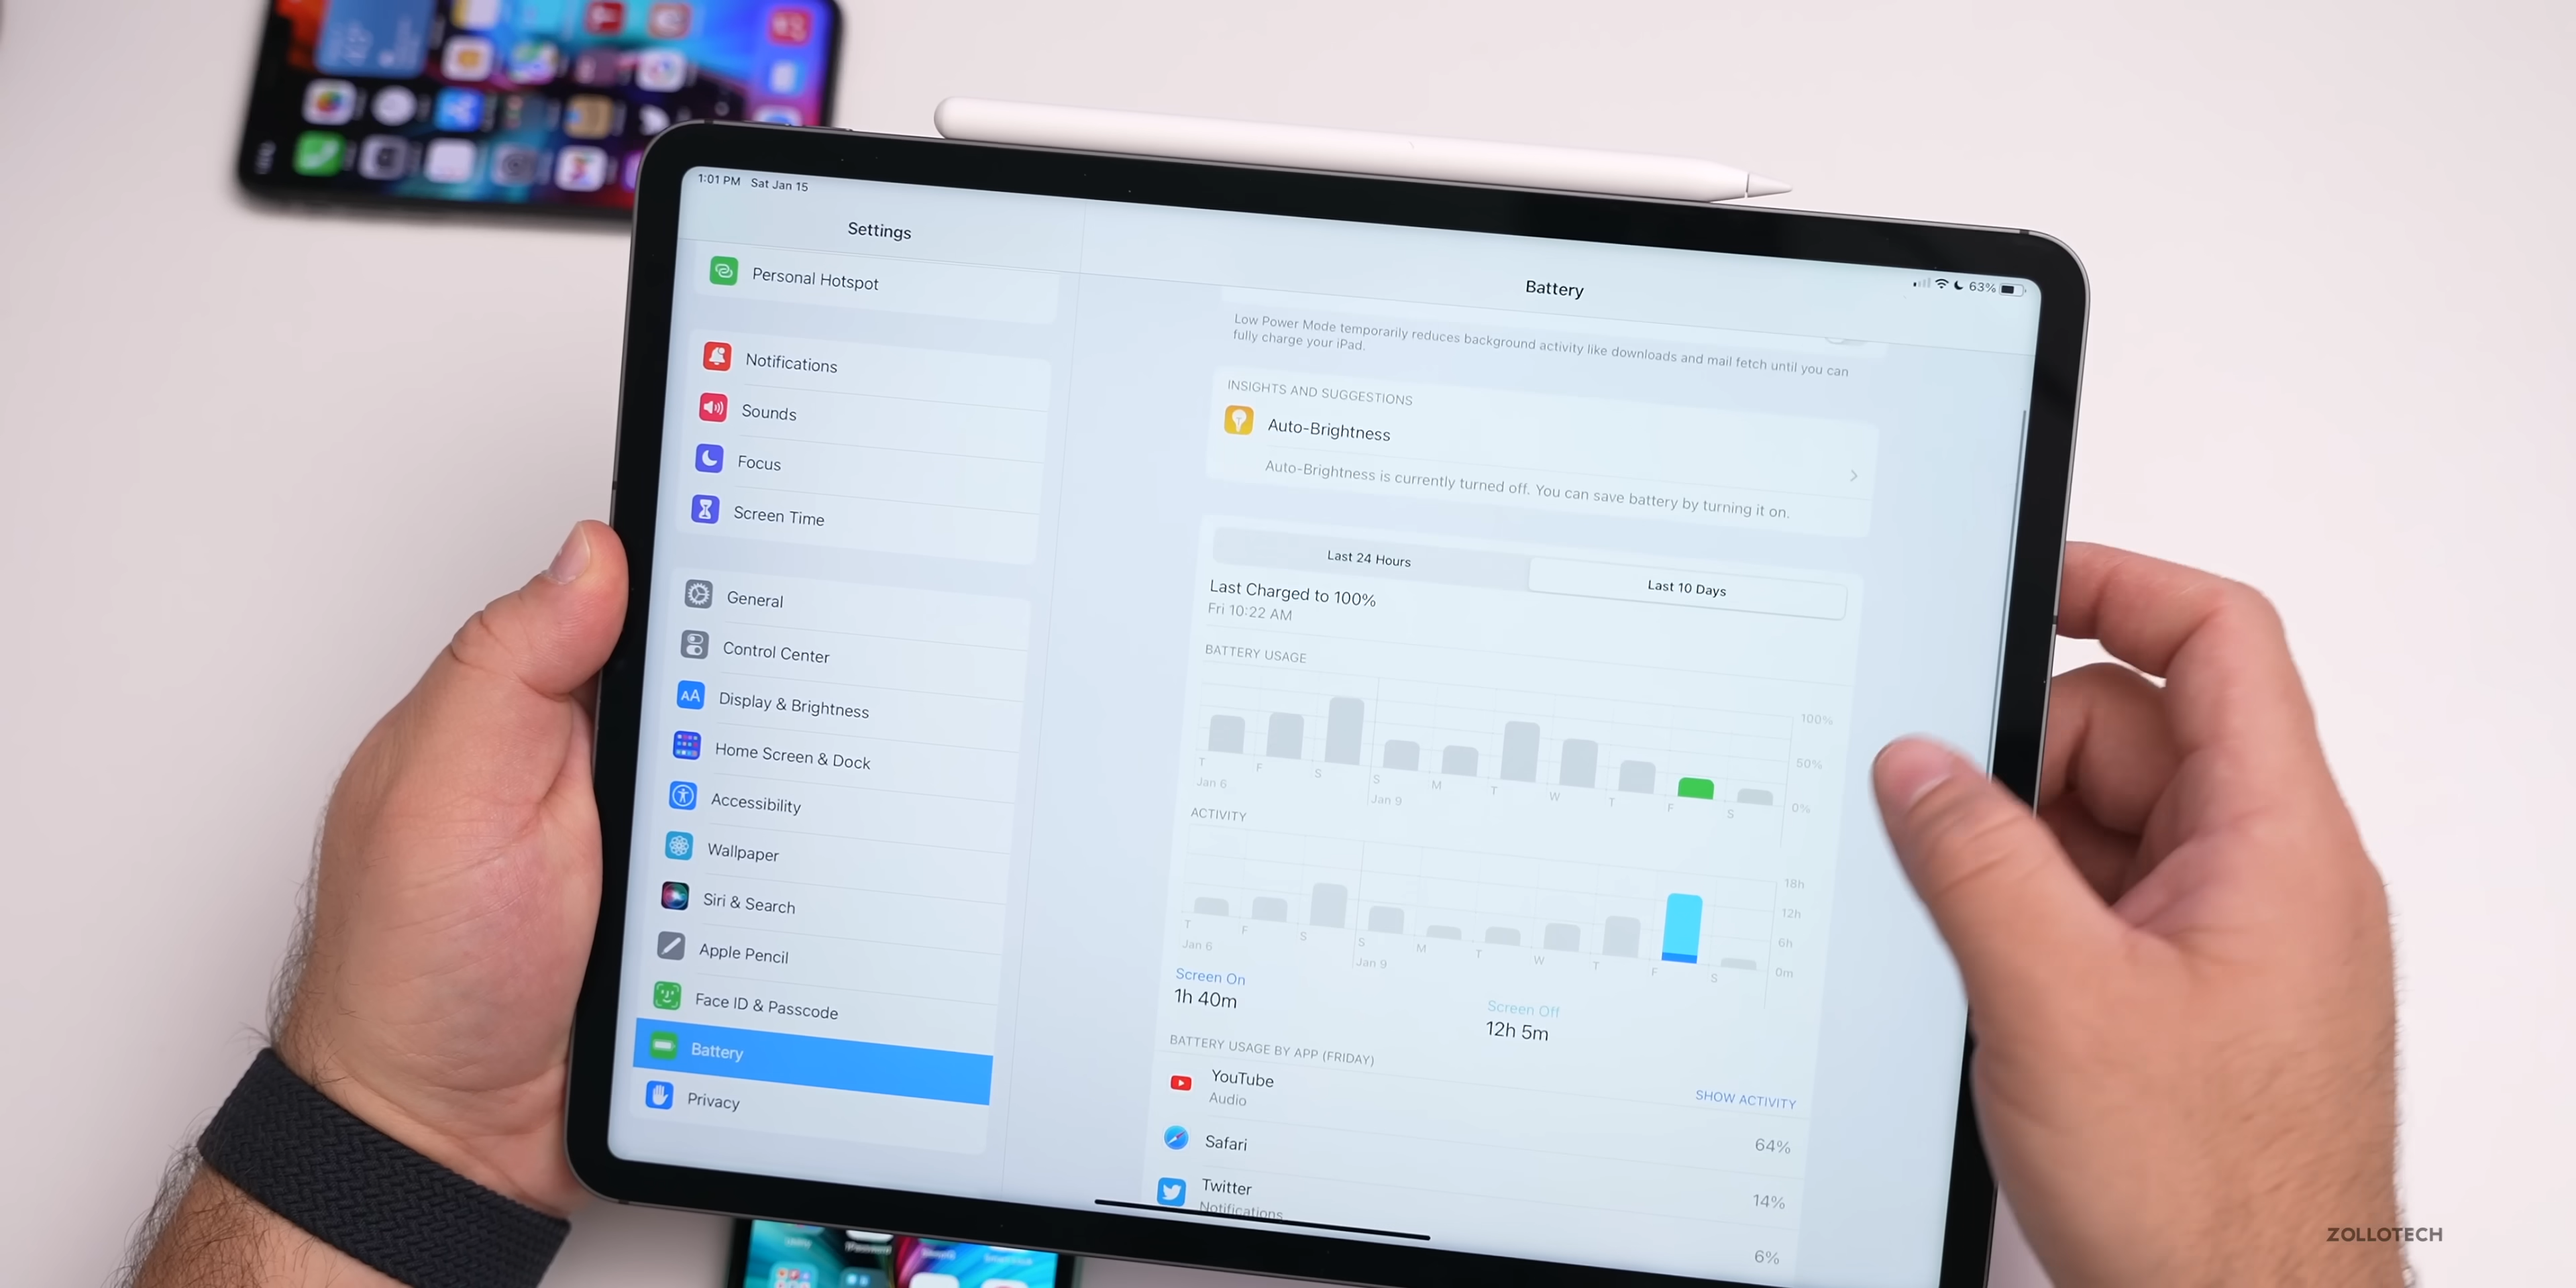 1:01 PM Sat Jan 15
63%
Settings
Personal Hotspot
Notifications
Sounds
Focus
Screen Time
General
Control Center
AA
Display & Brightness
Home Screen & Dock
Accessibility
Wallpaper
Siri & Search
Apple Pencil
Face ID & Passcode
Battery
Privacy
Battery
Low Power Mode temporarily reduces background activity like downloads and mail fetch until you can
fully charge your iPad.
INSIGHTS AND SUGGESTIONS
Auto-Brightness
Auto-Brightness is currently turned off. You can save battery by turning it on.
Last 24 Hours
Last 10 Days
Last Charged to 100%
Fri 10:22 AM
BATTERY USAGE
100%
50%
0%
T F S S M T W T F S
Jan 6 Jan 9
ACTIVITY
18h
12h
6h
0m
T F S S M T W T F S
Jan 6 Jan 9
Screen On
1h 40m
Screen Off
12h 5m
BATTERY USAGE BY APP (FRIDAY)
SHOW ACTIVITY
YouTube
Audio
64%
Safari
14%
Twitter
Notifications
6%
ZOLLOTECH